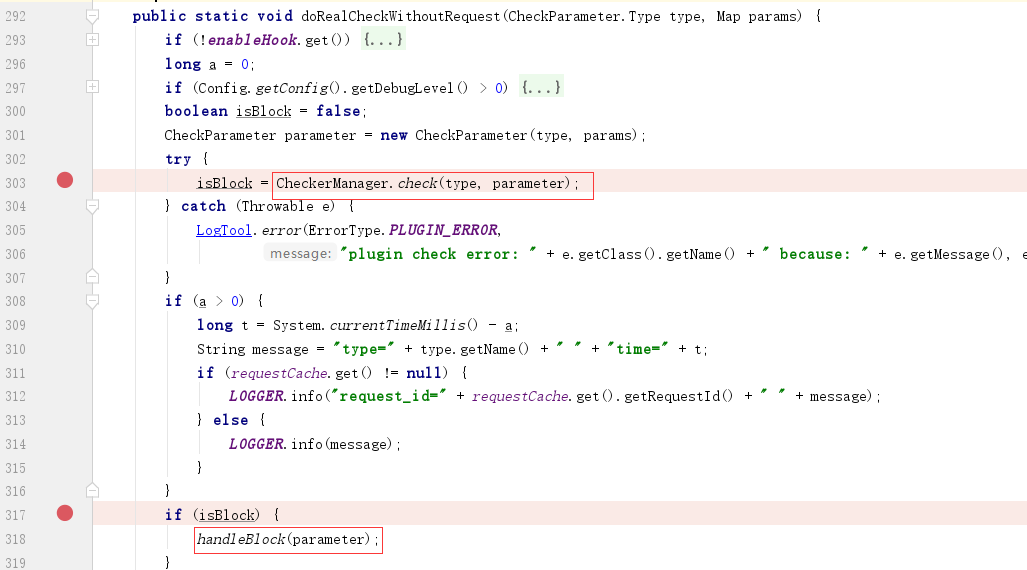 292 public static void doRealCheckWithoutRequest(CheckParameter.Type type, Map params) {
293 if (!enableHook.get()) {...}
296 long a = 0;
297 if (Config.getConfig().getDebugLevel() > 0) {...}
300 boolean isBlock = false;
301 CheckParameter parameter = new CheckParameter(type, params);
302 try {
303 isBlock = CheckerManager.check(type, parameter);
304 } catch (Throwable e) {
305 LogTool.error(ErrorType.PLUGIN_ERROR,
306 message: "plugin check error: " + e.getClass().getName() + " because: " + e.getMessage(), e
307 }
308 if (a > 0) {
309 long t = System.currentTimeMillis() - a;
310 String message = "type=" + type.getName() + " " + "time=" + t;
311 if (requestCache.get() != null) {
312 LOGGER.info("request_id=" + requestCache.get().getRequestId() + " " + message);
313 } else {
314 LOGGER.info(message);
315 }
316 }
317 if (isBlock) {
318 handleBlock(parameter);
319 }